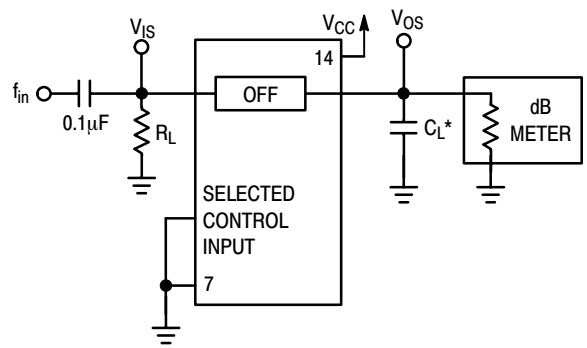 V_IS
V_CC
14
V_OS
f_in
0.1μF
R_L
OFF
C_L*
dB
METER
SELECTED
CONTROL
INPUT
7